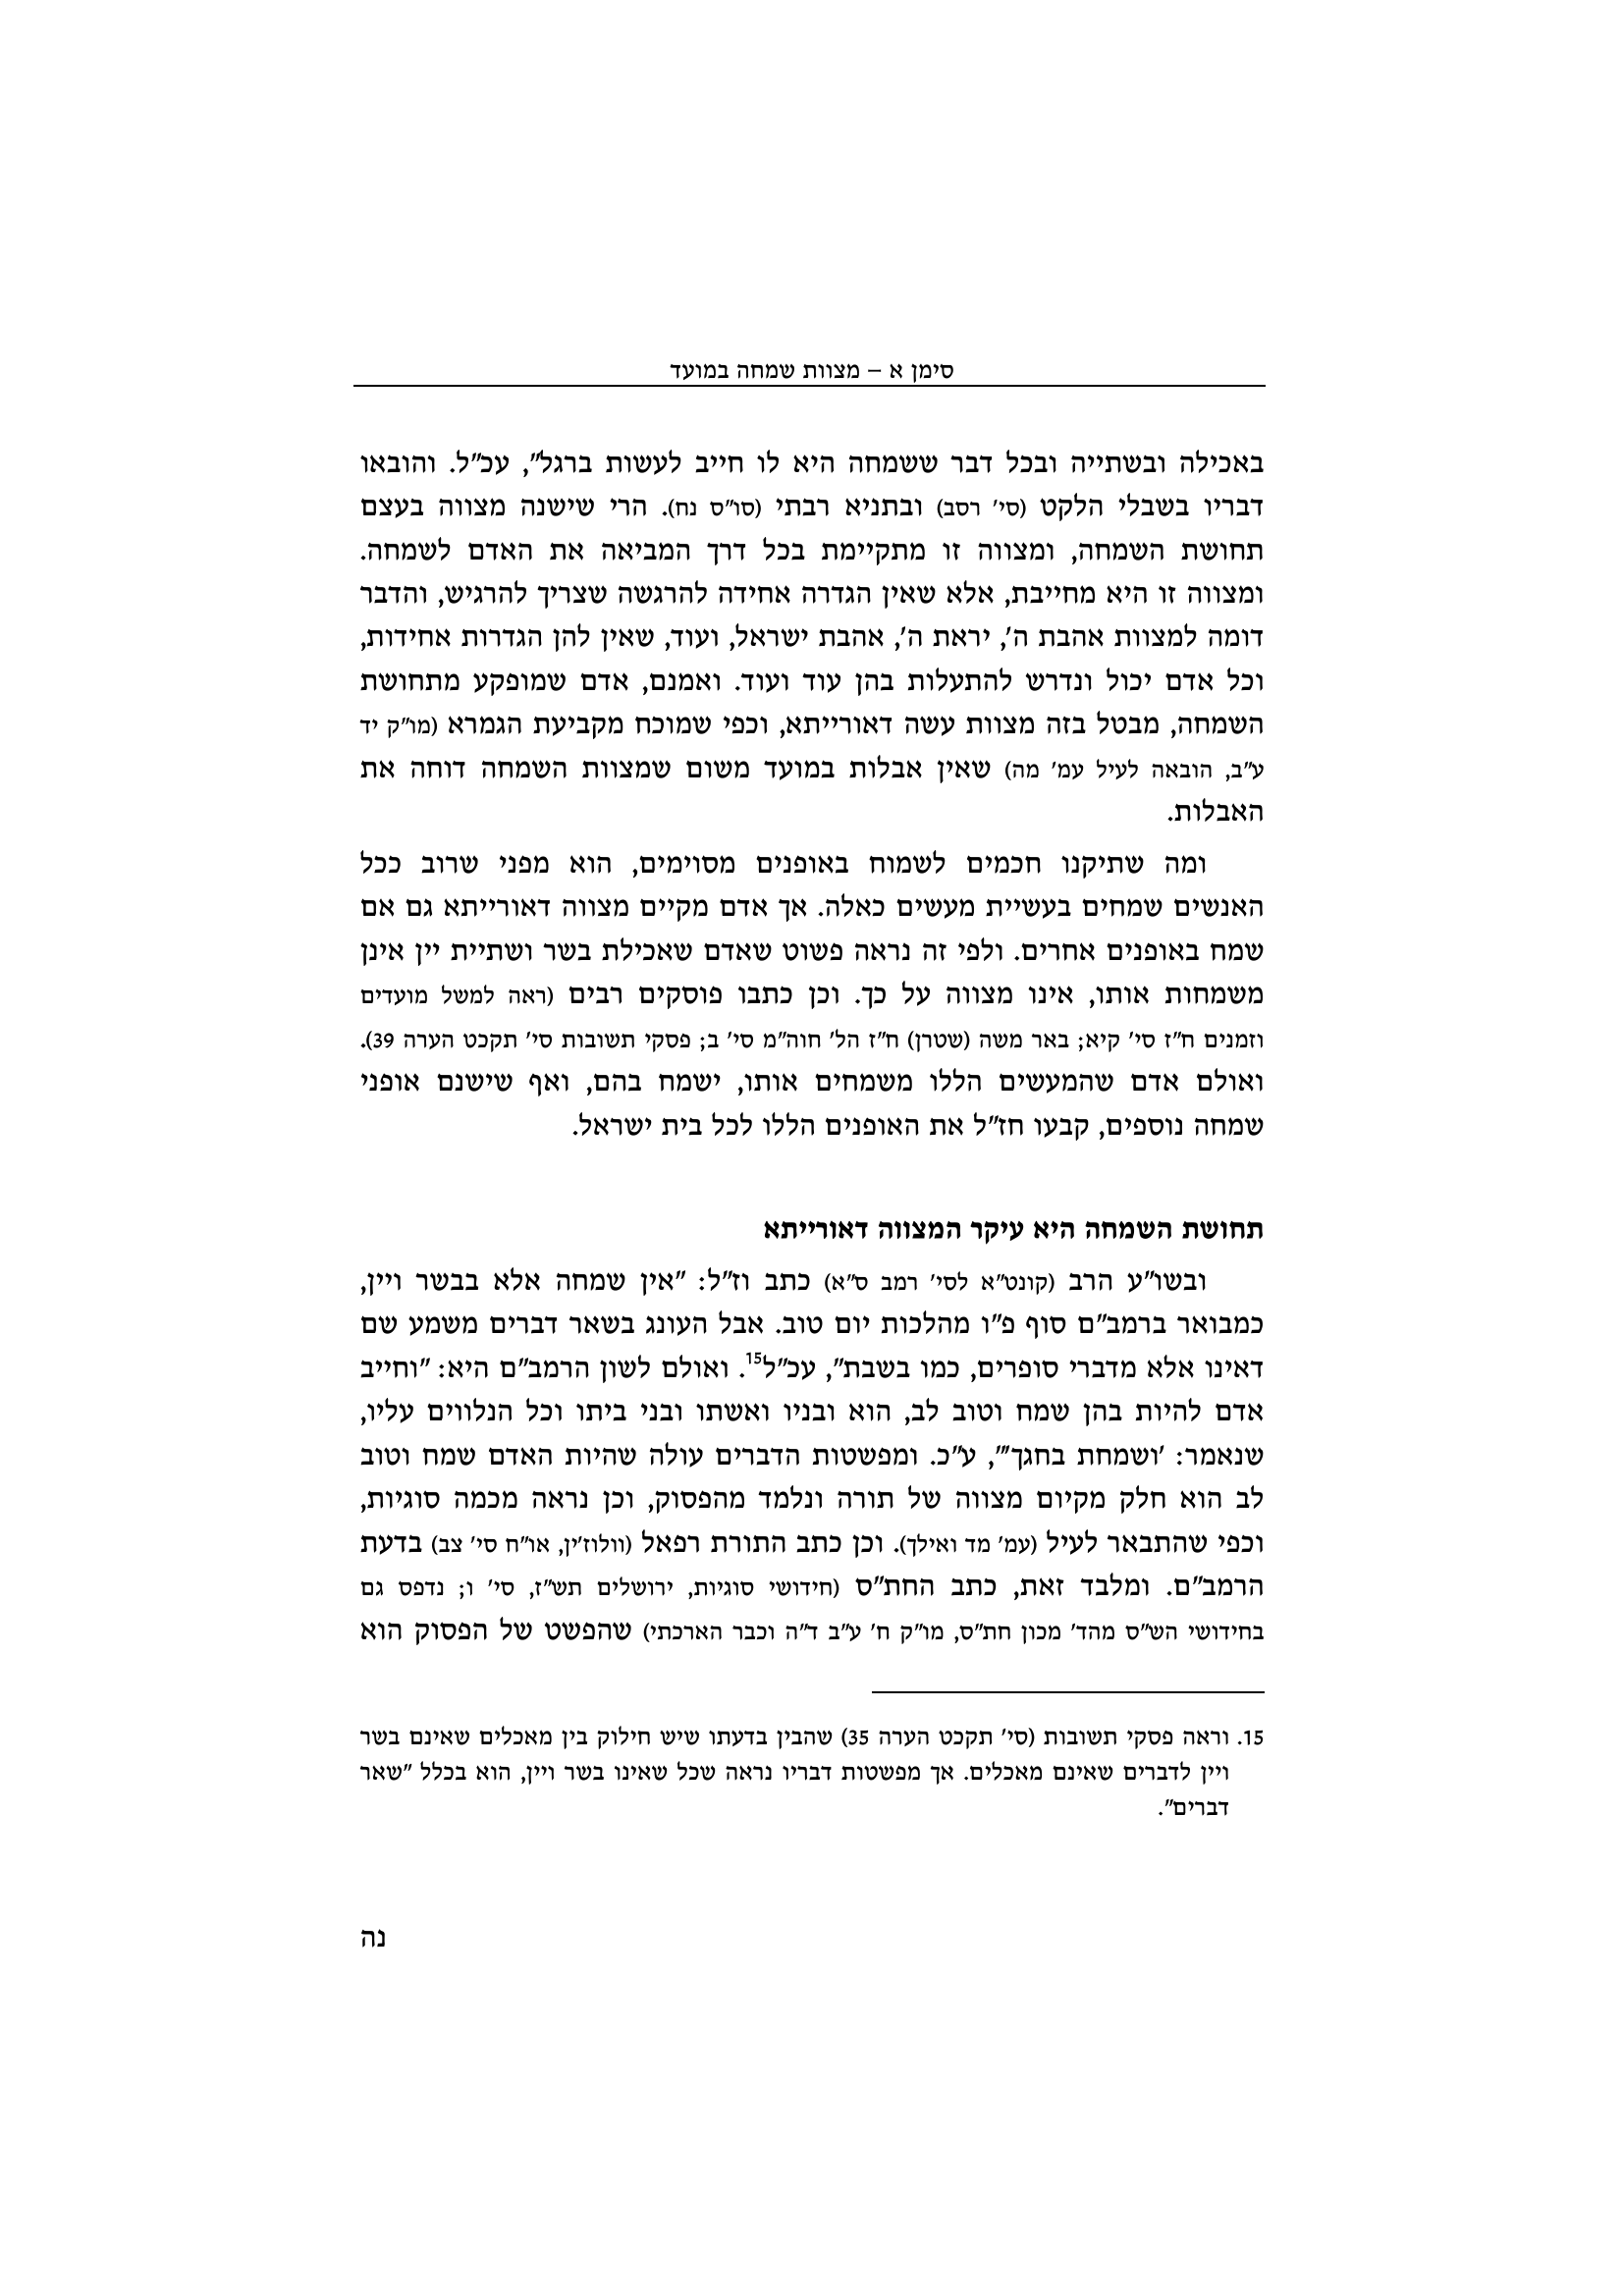 סימן א – מצוות שמחה במועד
באכילה ובשתייה ובכל דבר ששמחה היא לו חייב לעשות ברגל", עכ"ל. והובאו
דבריו בשבלי הלקט (סי' רסב) ובתניא רבתי (סו"ס נח). הרי שישנה מצווה בעצם
תחושת השמחה, ומצווה זו מתקיימת בכל דרך המביאה את האדם לשמחה.
ומצווה זו היא מחייבת, אלא שאין הגדרה אחידה להרגשה שצריך להרגיש, והדבר
דומה למצוות אהבת ה', יראת ה', אהבת ישראל, ועוד, שאין להן הגדרות אחידות,
וכל אדם יכול ונדרש להתעלות בהן עוד ועוד. ואמנם, אדם שמופקע מתחושת
השמחה, מבטל בזה מצוות עשה דאורייתא, וכפי שמוכח מקביעת הגמרא (מו"ק יד
ע"ב, הובאה לעיל עמ' מה) שאין אבלות במועד משום שמצוות השמחה דוחה את
האבלות.
ומה שתיקנו חכמים לשמוח באופנים מסוימים, הוא מפני שרוב ככל
האנשים שמחים בעשיית מעשים כאלה. אך אדם מקיים מצווה דאורייתא גם אם
שמח באופנים אחרים. ולפי זה נראה פשוט שאדם שאכילת בשר ושתיית יין אינן
משמחות אותו, אינו מצווה על כך. וכן כתבו פוסקים רבים (ראה למשל מועדים
וזמנים ח"ז סי' קיא; באר משה (שטרן) ח"ז הל' חוה"מ סי' ב; פסקי תשובות סי' תקכט הערה 39).
ואולם אדם שהמעשים הללו משמחים אותו, ישמח בהם, ואף שישנם אופני
שמחה נוספים, קבעו חז"ל את האופנים הללו לכל בית ישראל.
תחושת השמחה היא עיקר המצווה דאורייתא
ובשו"ע הרב (קונט"א לסי' רמב ס"א) כתב וז"ל: "אין שמחה אלא בבשר ויין,
כמבואר ברמב"ם סוף פ"ו מהלכות יום טוב. אבל העונג בשאר דברים משמע שם
דאינו אלא מדברי סופרים, כמו בשבת", עכ"ל15. ואולם לשון הרמב"ם היא: "וחייב
אדם להיות בהן שמח וטוב לב, הוא ובניו ואשתו ובני ביתו וכל הנלווים עליו,
שנאמר: 'ושמחת בחגך'", ע"כ. ומפשטות הדברים עולה שהיות האדם שמח וטוב
לב הוא חלק מקיום מצווה של תורה ונלמד מהפסוק, וכן נראה מכמה סוגיות,
וכפי שהתבאר לעיל (עמ' מד ואילך). וכן כתב התורת רפאל (וולוז'ין, או"ח סי' צב) בדעת
הרמב"ם. ומלבד זאת, כתב החת"ס (חידושי סוגיות, ירושלים תש"ז, סי' ו; נדפס גם
בחידושי הש"ס מהד' מכון חת"ס, מו"ק ח' ע"ב ד"ה וכבר הארכתי) שהפשט של הפסוק הוא
15. וראה פסקי תשובות (סי' תקכט הערה 35) שהבין בדעתו שיש חילוק בין מאכלים שאינם בשר
ויין לדברים שאינם מאכלים. אך מפשטות דבריו נראה שכל שאינו בשר ויין, הוא בכלל "שאר
דברים".
נה